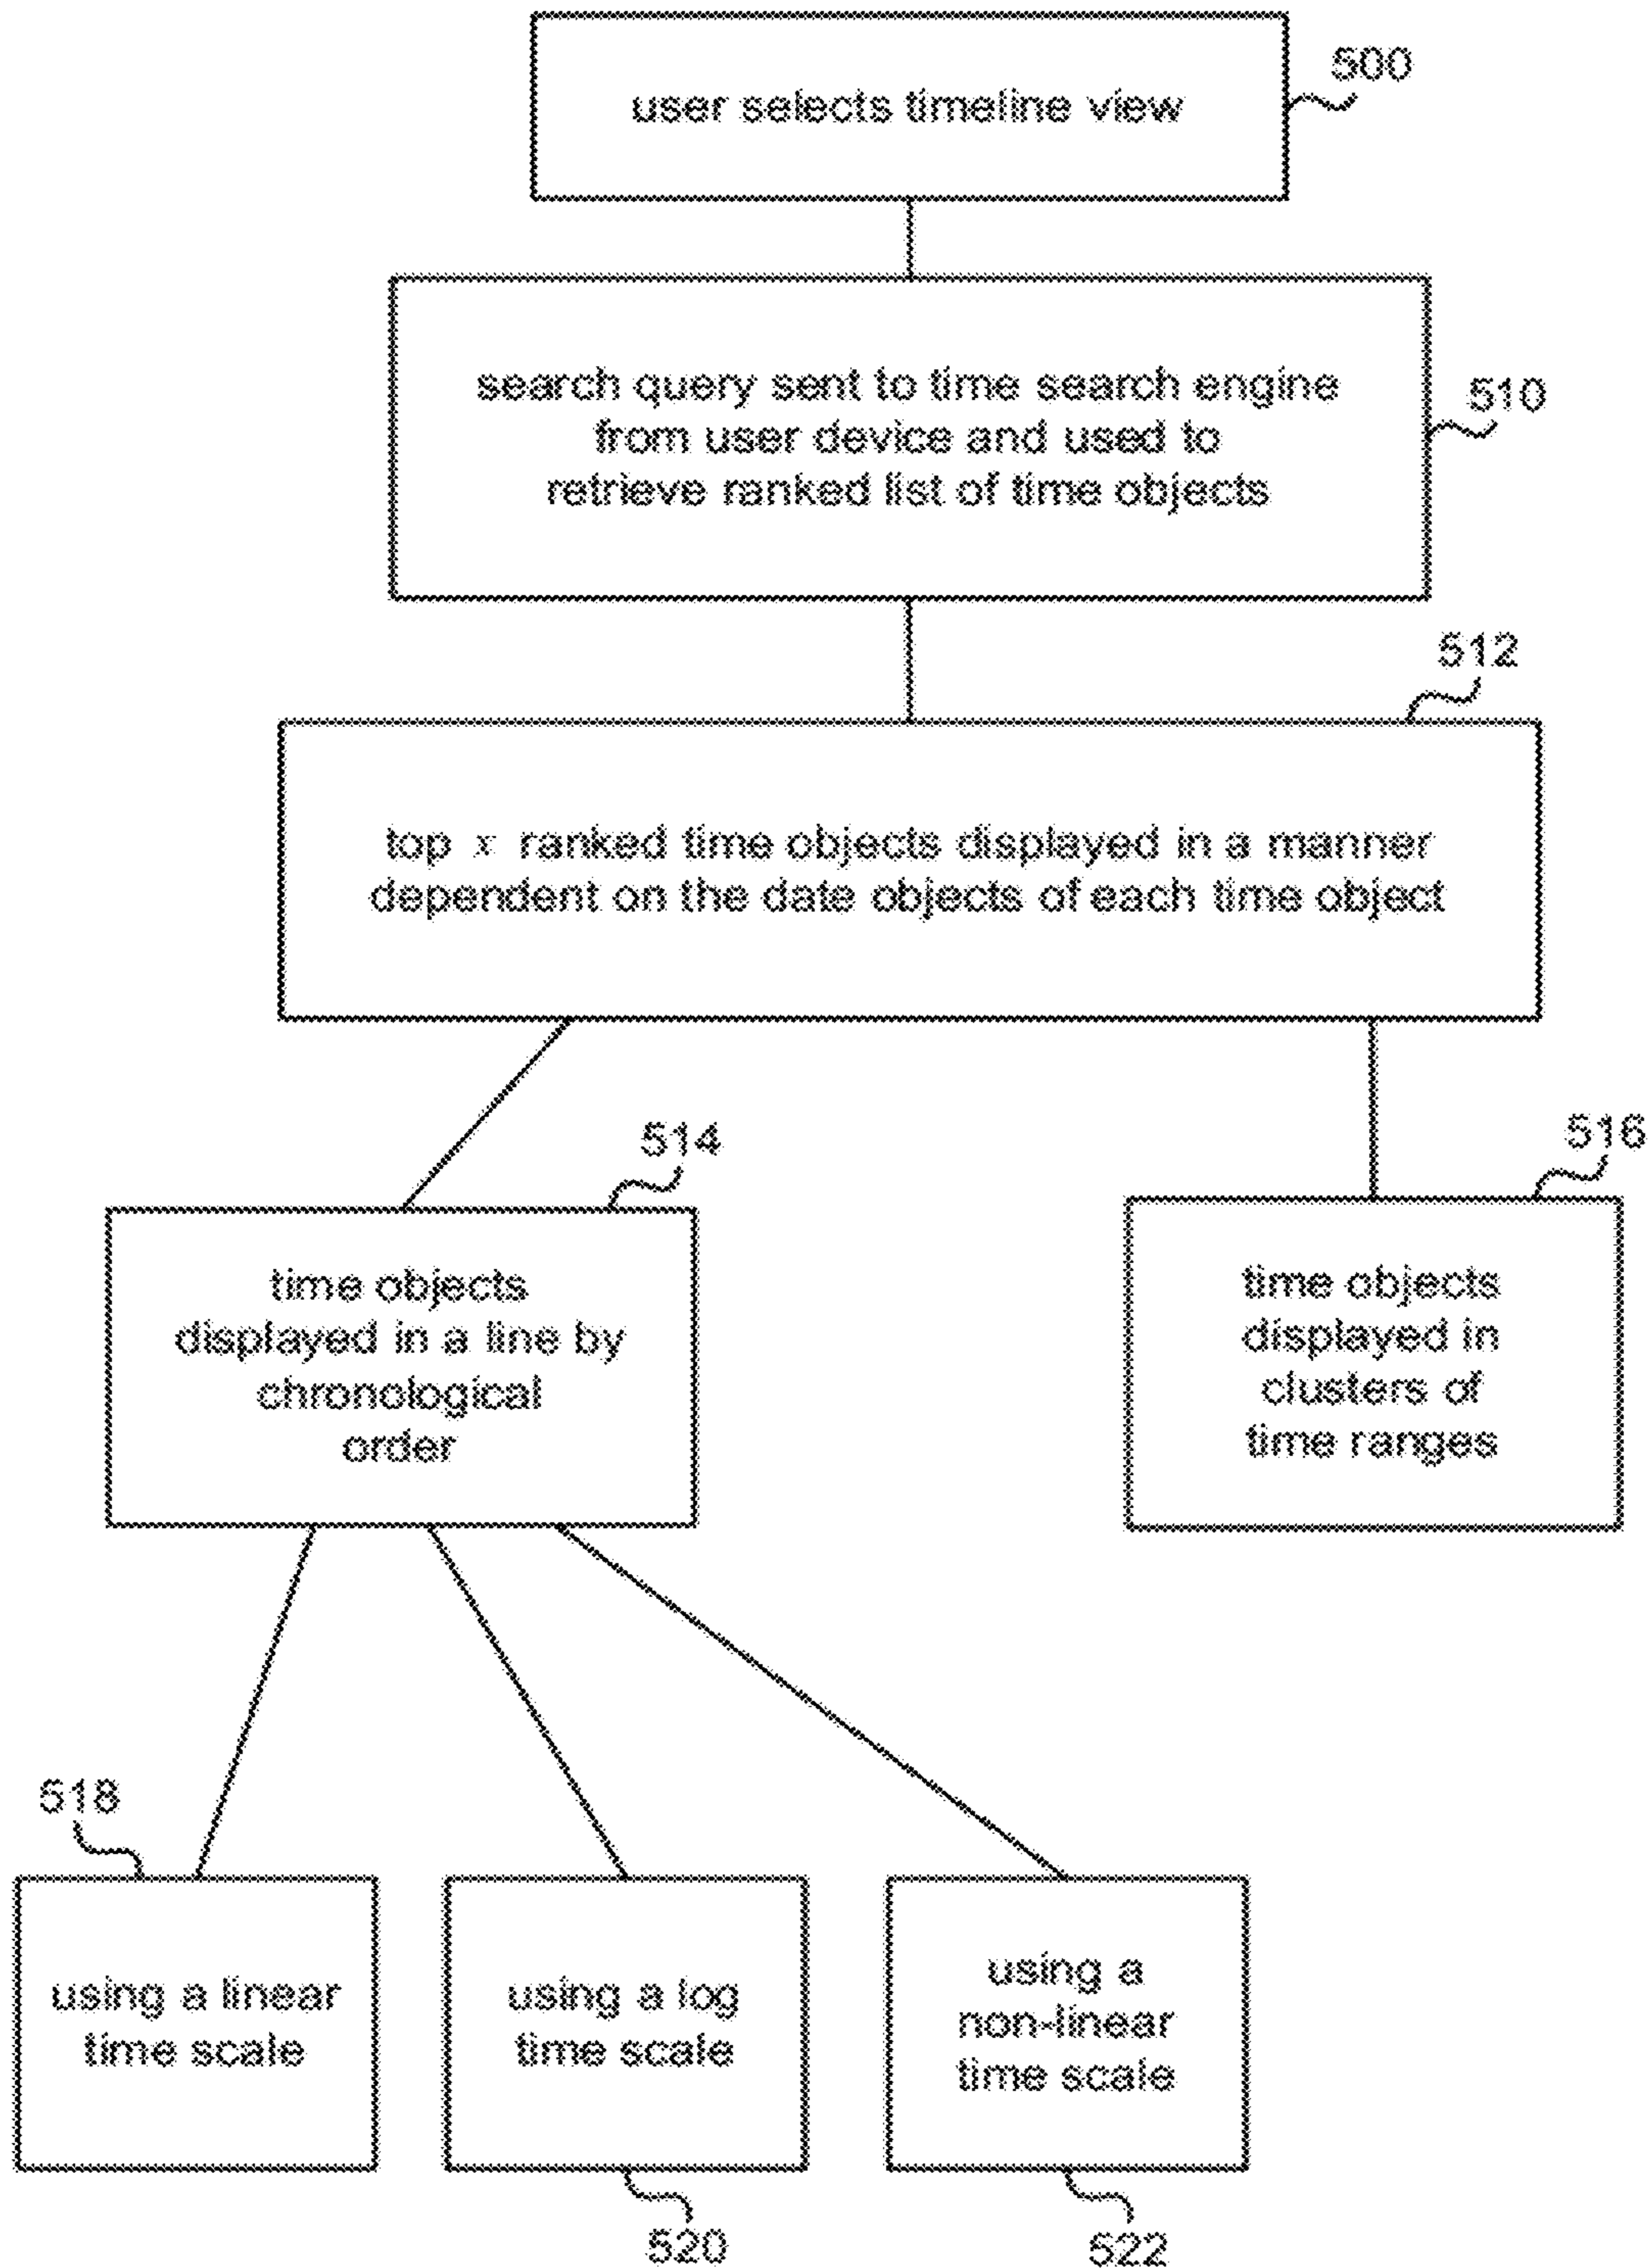 500
user selects timeline view
search query sent to time search engine
from user device and used to
retrieve ranked list of time objects
510
512
top x ranked time objects displayed in a manner
dependent on the date objects of each time object
514
time objects
displayed in a line by
chronological
order
516
time objects
displayed in
clusters of
time ranges
518
using a linear
time scale
using a log
time scale
520
using a
non-linear
time scale
522